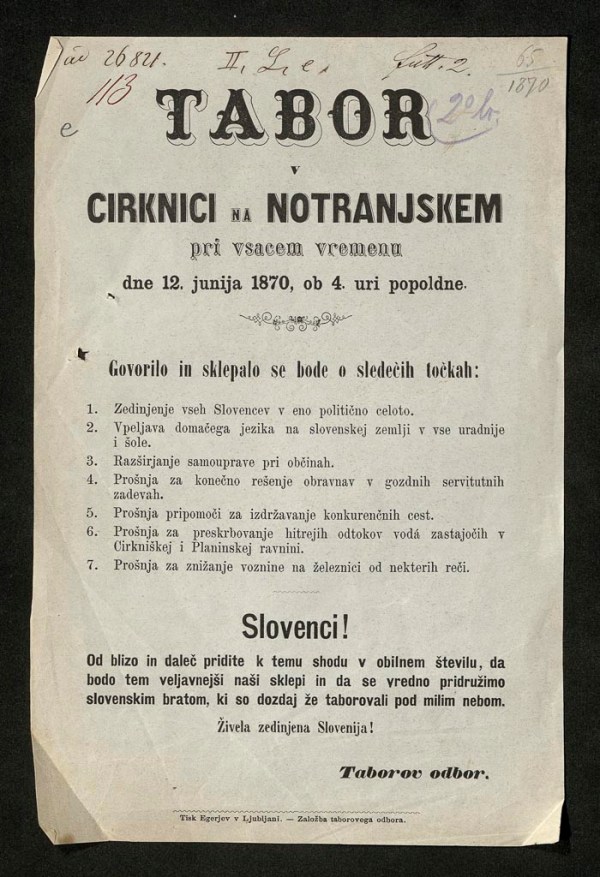 26821. II, L, e,
113 65
1870
e
TABOR
v
CIRKNICI NA NOTRANJSKEM
pri vsacem vremenu
dne 12. junija 1870, ob 4. uri popoldne.
Govorilo in sklepalo se bode o sledečih točkah:
1. Zedinjenje vseh Slovencev v eno politično celoto.
2. Vpeljava domačega jezika na slovenskej zemlji v vse uradnije
i šole.
3. Razširjanje samouprave pri občinah.
4. Prošnja za konečno rešenje obravnav v gozdnih servitutnih
zadevah.
5. Prošnja pripomoči za izdržavanje konkurenčnih cest.
6. Prošnja za preskrbovanje hitrejih odtokov vodá zastajočih v
Cirkniškej i Planinskej ravnini.
7. Prošnja za znižanje voznine na železnici od nekterih reči.
Slovenci!
Od blizo in daleč pridite k temu shodu v obilnem številu, da
bodo tem veljavnejši naši sklepi in da se vredno pridružimo
slovenskim bratom, ki so dozdaj že taborovali pod milim nebom.
Živela zedinjena Slovenija!
Taborov odbor.
Tisk Egerjev v Ljubljani. — Založba taborovega odbora.